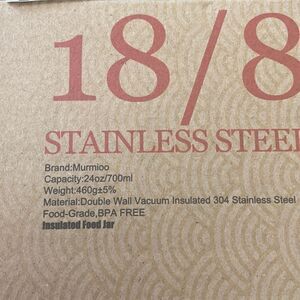 18/8
STAINLESS STEEL
Brand:Murmioo
Capacity:24oz/700ml
Weight:460g±5%
Material:Double Wall Vacuum Insulated 304 Stainless Steel
Food-Grade,BPA FREE
Insulated Food Jar